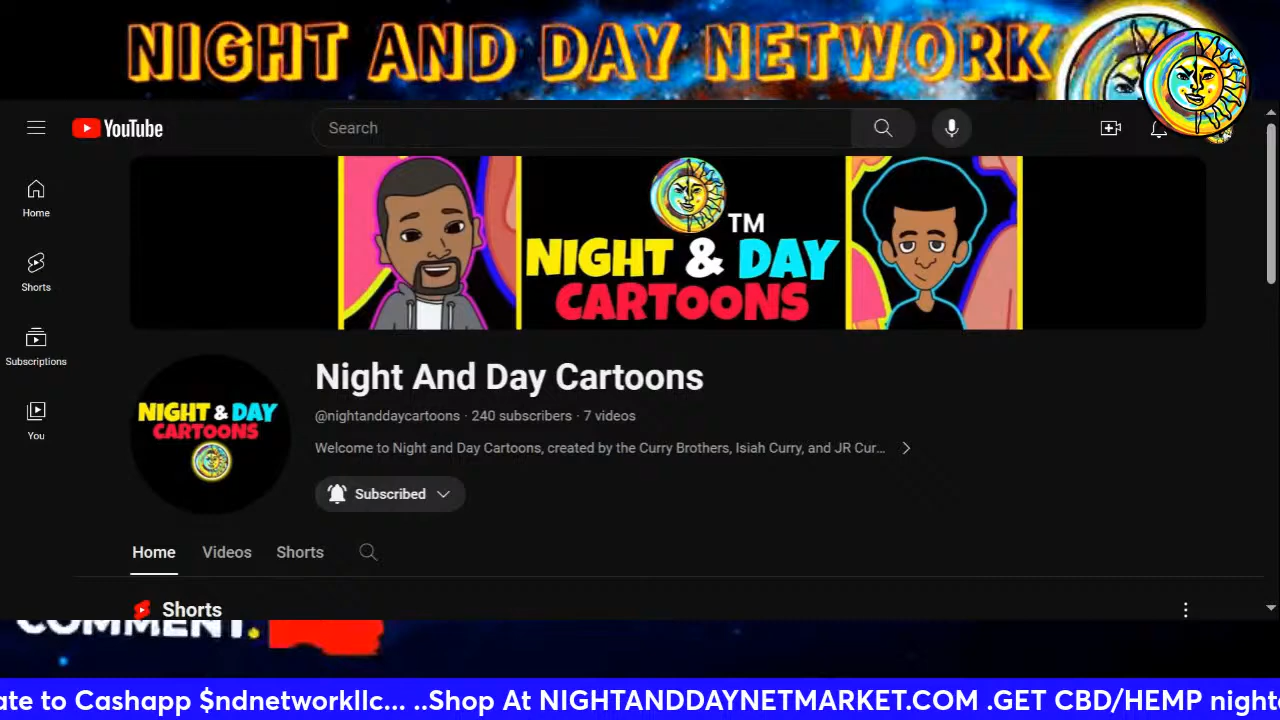 NIGHT AND DAY NETWORK
YouTube
Search
Home
Shorts
Subscriptions
You
TM
NIGHT & DAY
CARTOONS
NIGHT & DAY
CARTOONS
Night And Day Cartoons
@nightanddaycartoons · 240 subscribers · 7 videos
Welcome to Night and Day Cartoons, created by the Curry Brothers, Isiah Curry, and JR Cur...
Subscribed
Home Videos Shorts
Shorts
COMMENT.
ate to Cashapp $ndnetworkllc... ..Shop At NIGHTANDDAYNETMARKET.COM .GET CBD/HEMP night